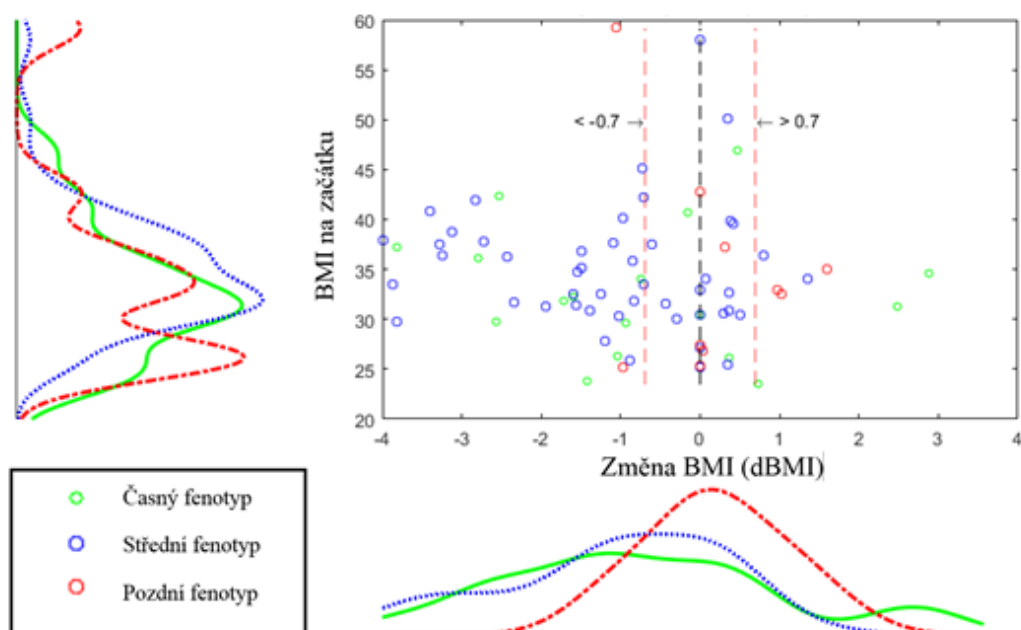 60
55
50
45
40
35
30
25
20
BMI na začátku
< -0.7 →
← > 0.7
-4 -3 -2 -1 0 1 2 3 4
Změna BMI (dBMI)
Časný fenotyp
Střední fenotyp
Pozdní fenotyp